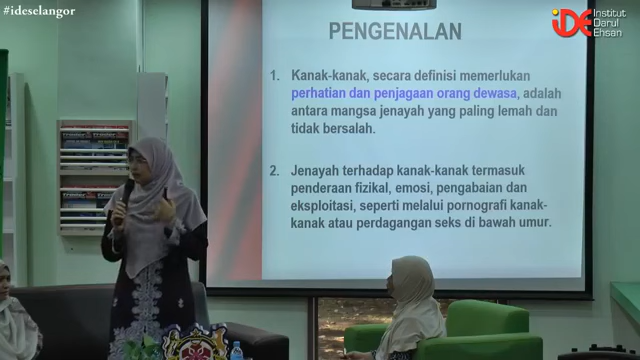 #ideselangor
iDE
Institut
Darul
Ehsan
PENGENALAN
1. Kanak-kanak, secara definisi memerlukan
perhatian dan penjagaan orang dewasa, adalah
antara mangsa jenayah yang paling lemah dan
tidak bersalah.
2. Jenayah terhadap kanak-kanak termasuk
penderaan fizikal, emosi, pengabaian dan
eksploitasi, seperti melalui pornografi kanak-
kanak atau perdagangan seks di bawah umur.